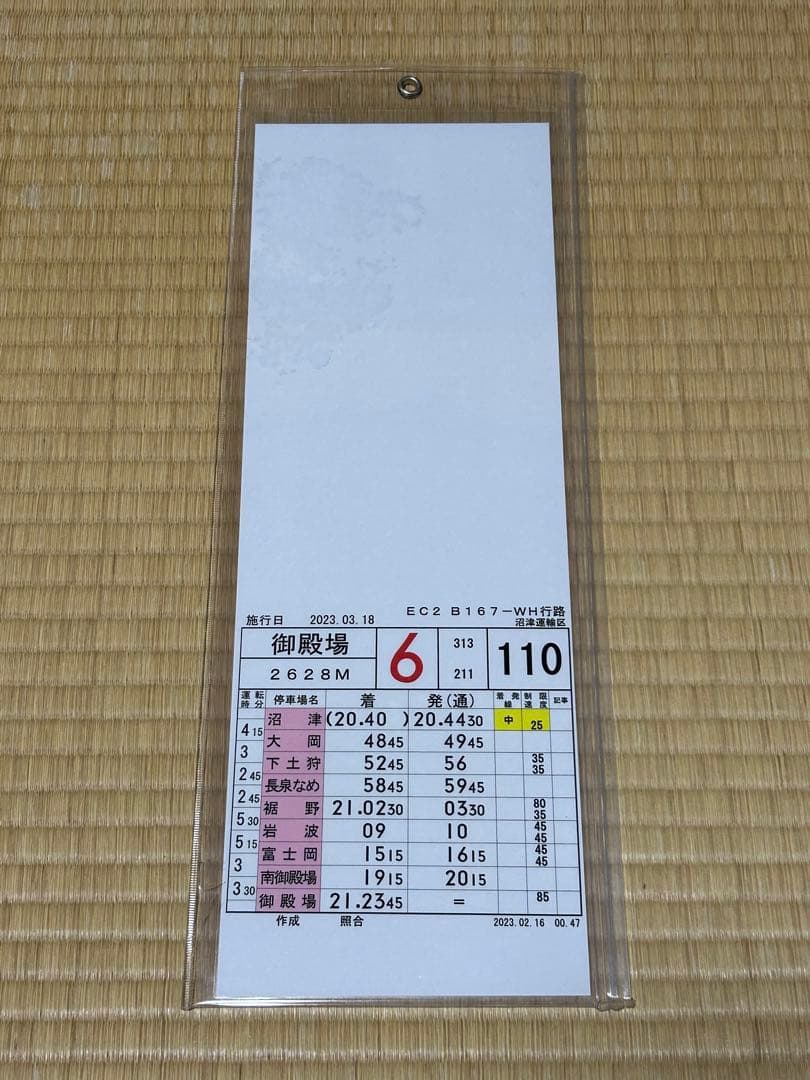 EC2 B167-WH行路
施行日 2023.03.18 沼津運輸区
御殿場 6 313 110
2628M 211
運転時分 停車場名 着 発(通) 着発線 制限速度 記事
沼津 (20.40 ) 20.4430 中 25
4 15
大岡 4845 4945
3
下土狩 5245 56 35 35
2 45
長泉なめ 5845 5945
2 45
裾野 21.0230 0330 80 35
5 30
岩波 09 10 45 45
5 15
富士岡 1515 1615 45 45
3
南御殿場 1915 2015
3 30
御殿場 21.2345 = 85
作成 照合 2023.02.16 00.47